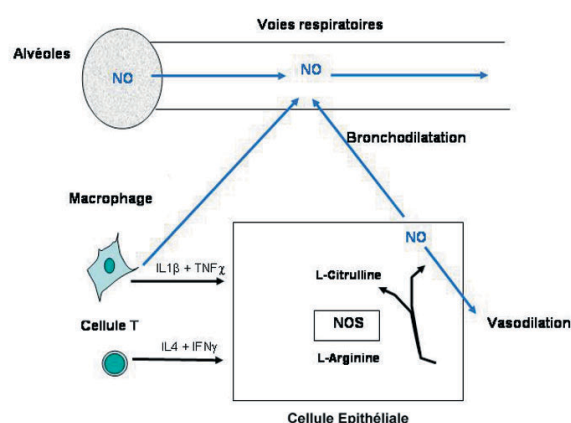 Voies respiratoires
Alvéoles
NO
NO
Bronchodilatation
Macrophage
NO
IL1β + TNFχ
L-Citrulline
Cellule T
NOS
Vasodilation
IL4 + IFNγ
L-Arginine
Cellule Epithéliale